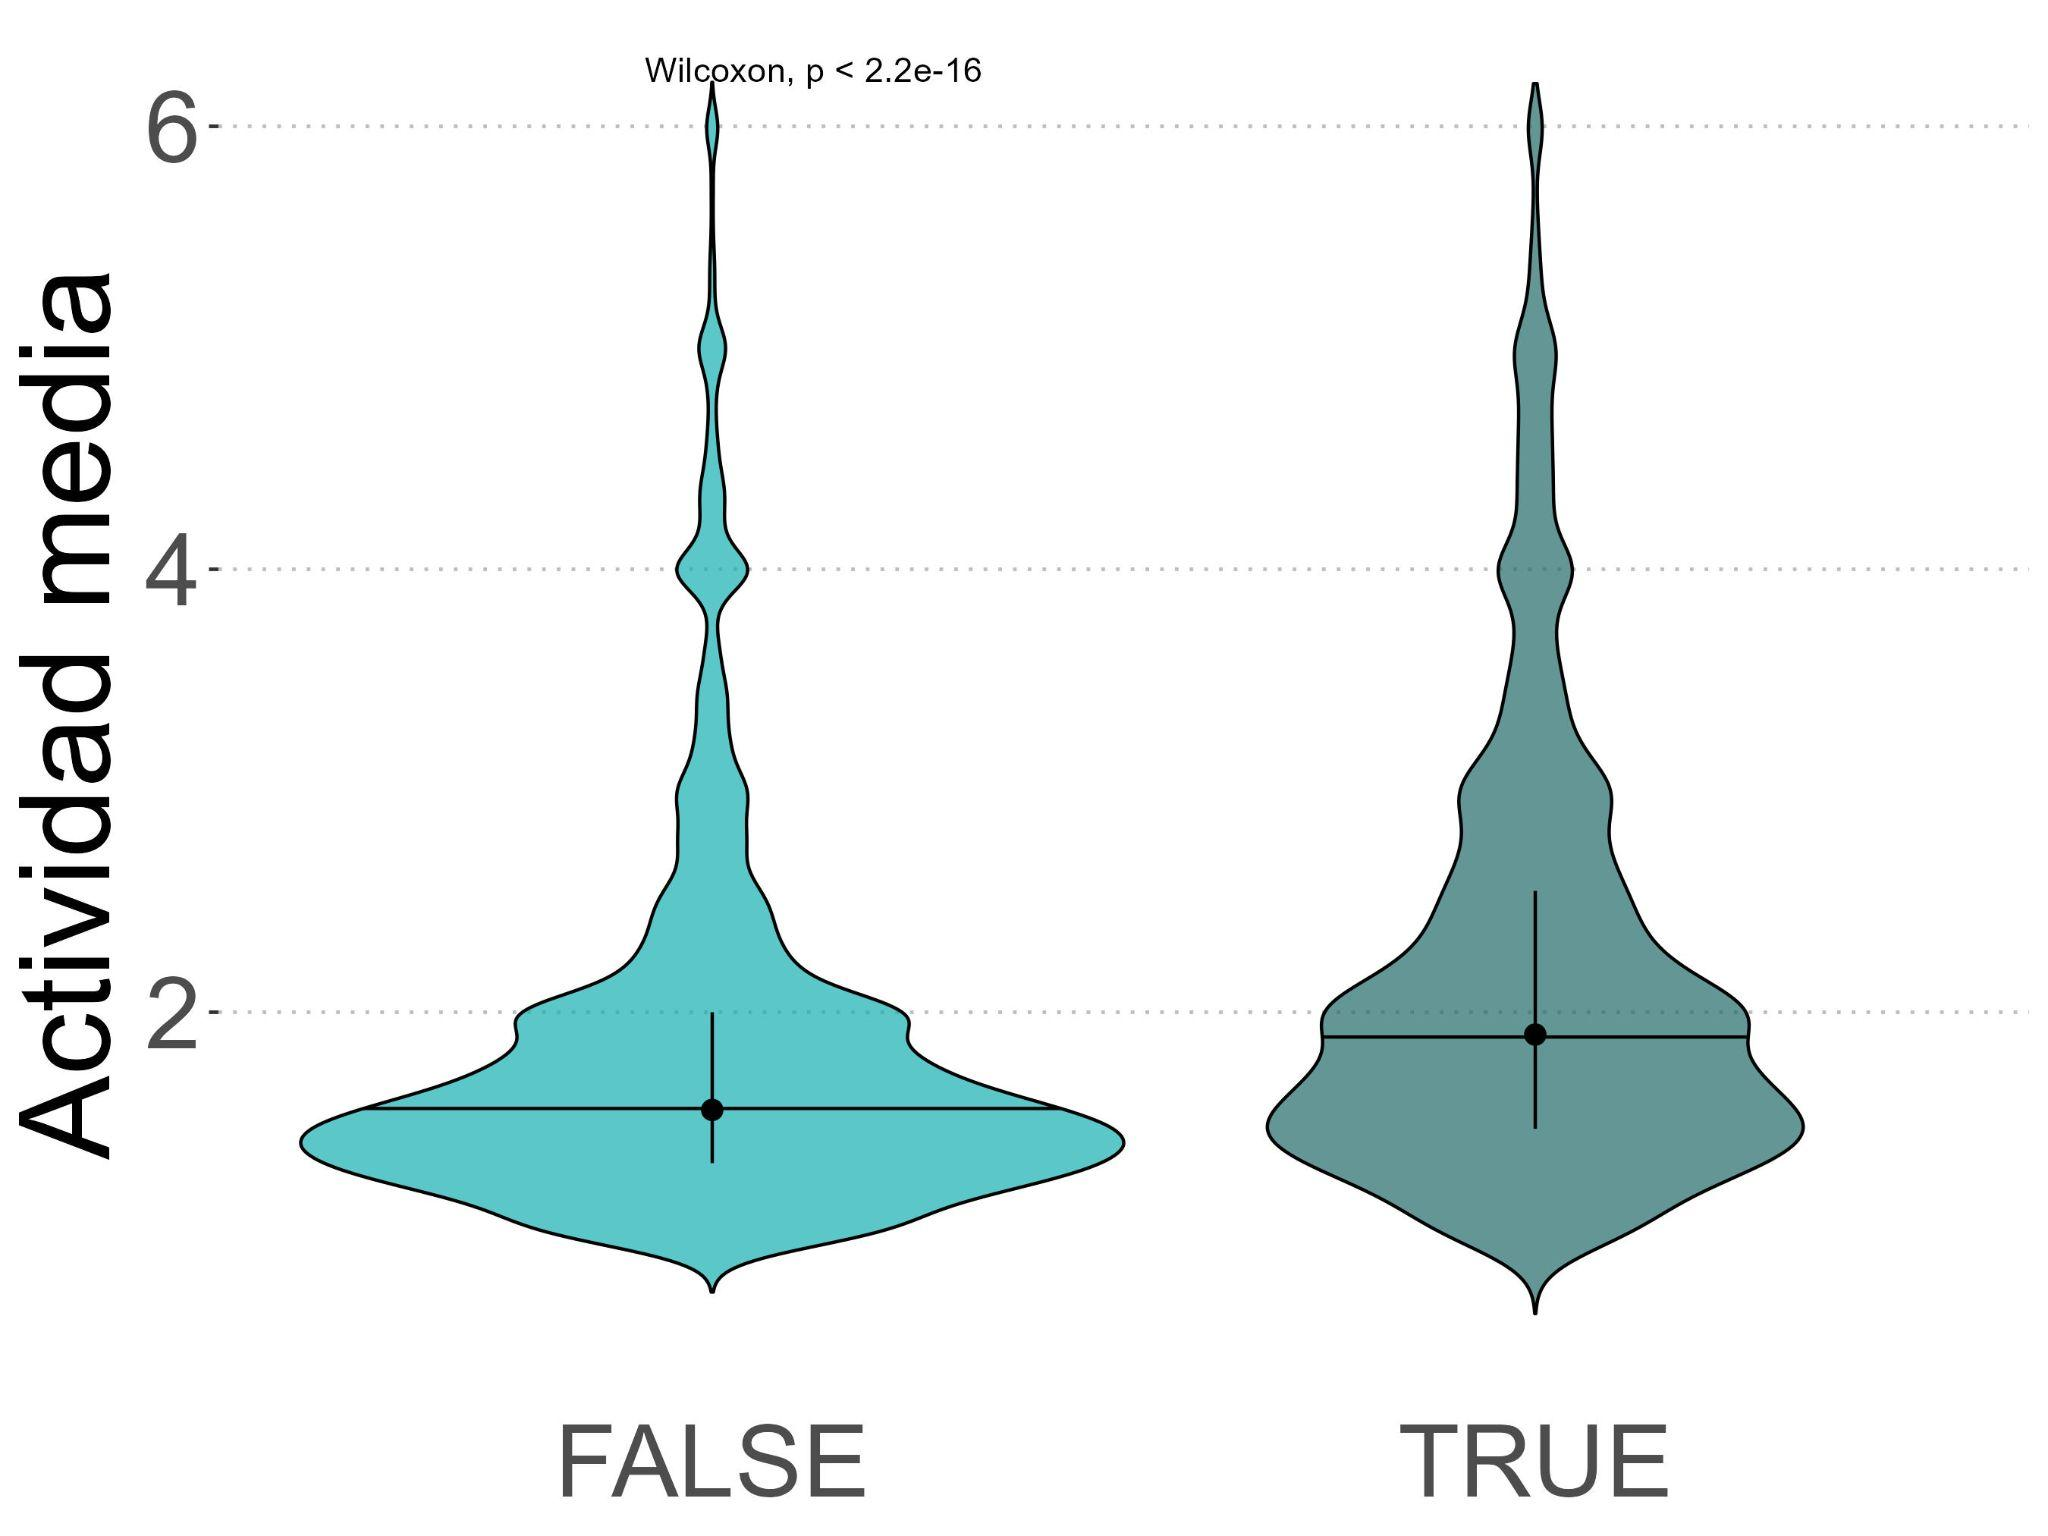 Wilcoxon, p < 2.2e-16
6
4
2
Actividad media
FALSE
TRUE